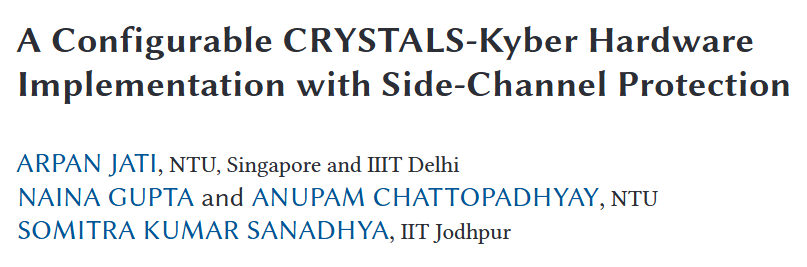 A Configurable CRYSTALS-Kyber Hardware
Implementation with Side-Channel Protection
ARPAN JATI, NTU, Singapore and IIIT Delhi
NAINA GUPTA and ANUPAM CHATTOPADHYAY, NTU
SOMITRA KUMAR SANADHYA, IIT Jodhpur